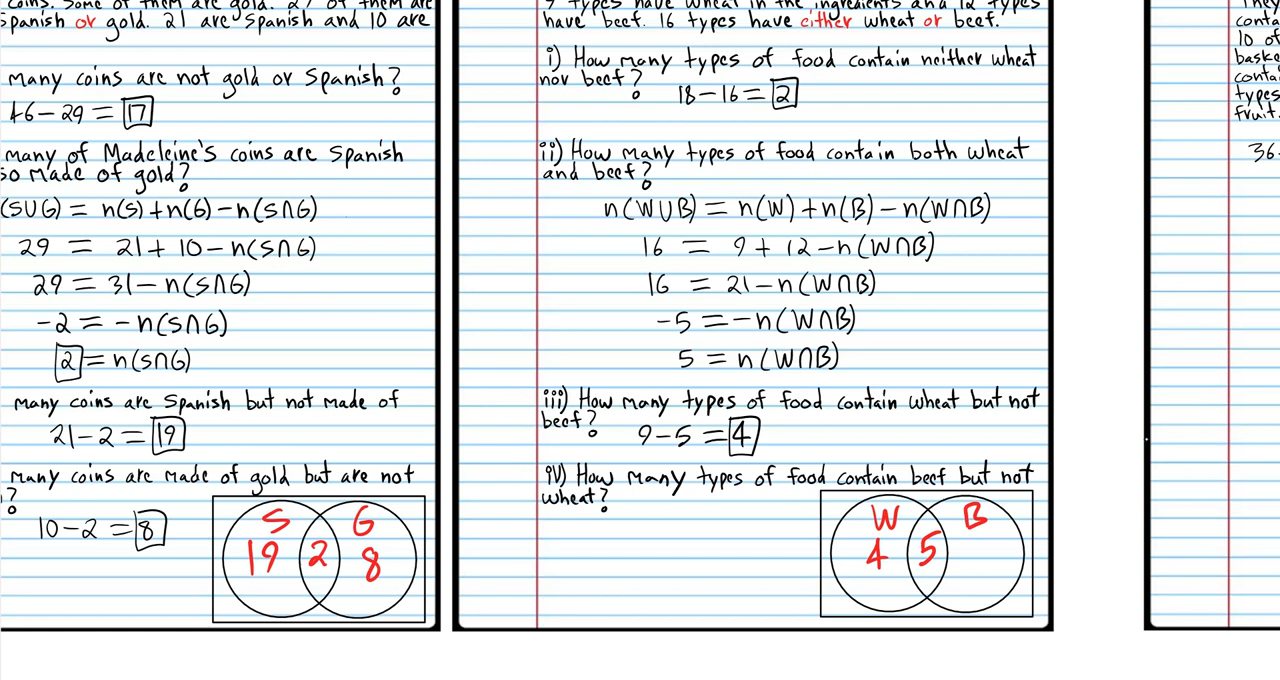 coins. Some of them are gold. 29 of them are
Spanish or gold. 21 are Spanish and 10 are
many coins are not gold or Spanish?
46-29 = 17
many of Madeleine's coins are Spanish
so made of gold?
(S∪G) = n(S)+n(G)-n(S∩G)
29 = 21+10-n(S∩G)
29 = 31-n(S∩G)
-2 = -n(S∩G)
2 = n(S∩G)
many coins are Spanish but not made of
21-2 = 19
many coins are made of gold but are not
?
10-2 = 8
S G
19 2 8
9 types have wheat in the ingredients and 12 types
have beef. 16 types have either wheat or beef.
i) How many types of food contain neither wheat
nor beef?
18-16 = 2
ii) How many types of food contain both wheat
and beef?
n(W∪B) = n(W)+n(B)-n(W∩B)
16 = 9+12-n(W∩B)
16 = 21-n(W∩B)
-5 = -n(W∩B)
5 = n(W∩B)
iii) How many types of food contain wheat but not
beef?
9-5 = 4
iv) How many types of food contain beef but not
wheat?
W B
4 5
They
conta
10 of
baske
contai
types
fruit.
36-